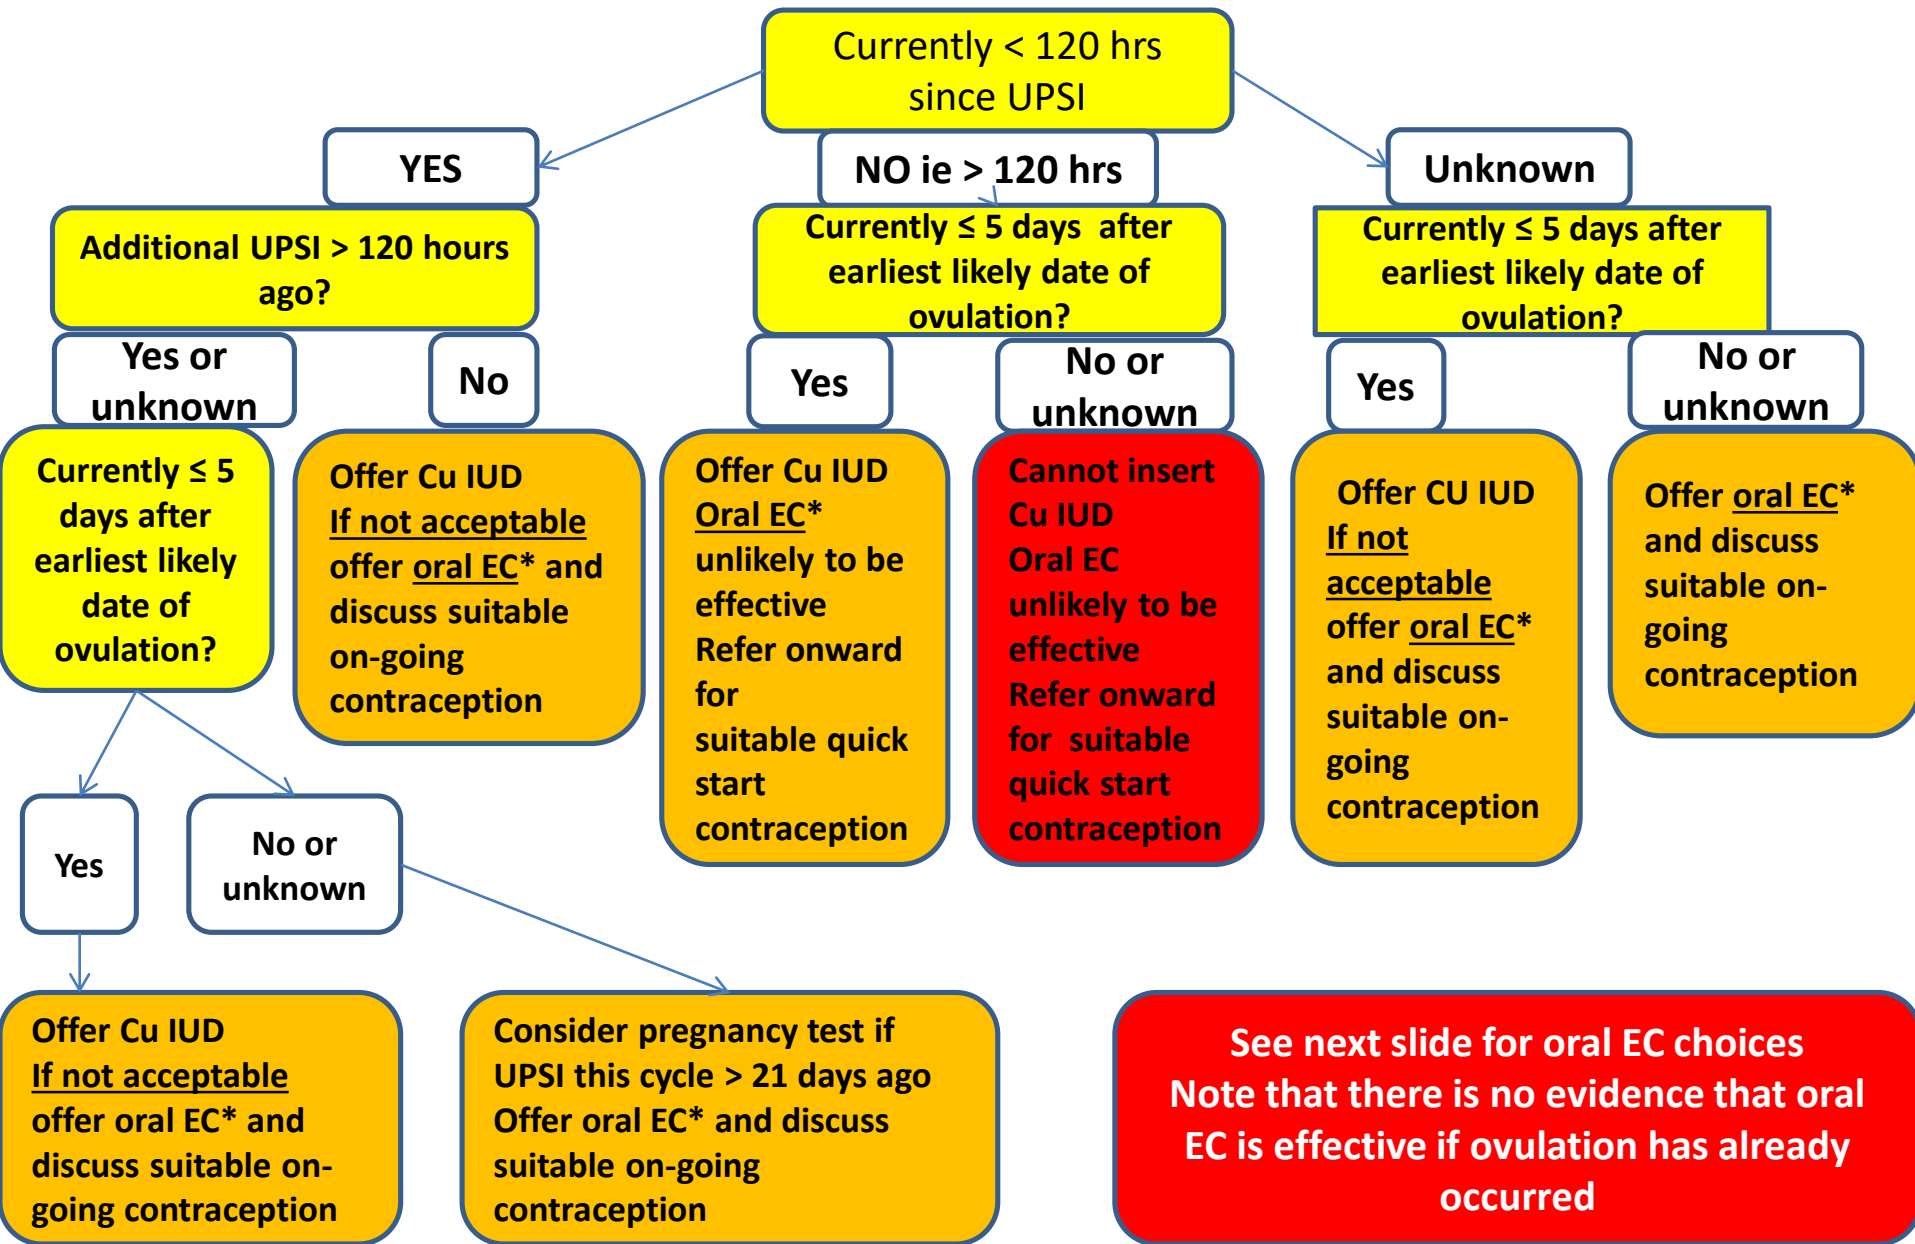 Currently < 120 hrs
since UPSI
YES
NO ie > 120 hrs
Unknown
Additional UPSI > 120 hours
ago?
Currently ≤ 5 days after
earliest likely date of
ovulation?
Currently ≤ 5 days after
earliest likely date of
ovulation?
Yes or
unknown
No
Yes
No or
unknown
Yes
No or
unknown
Currently ≤ 5
days after
earliest likely
date of
ovulation?
Offer Cu IUD
If not acceptable
offer oral EC* and
discuss suitable
on-going
contraception
Offer Cu IUD
Oral EC*
unlikely to be
effective
Refer onward
for
suitable quick
start
contraception
Cannot insert
Cu IUD
Oral EC
unlikely to be
effective
Refer onward
for suitable
quick start
contraception
Offer CU IUD
If not
acceptable
offer oral EC*
and discuss
suitable on-
going
contraception
Offer oral EC*
and discuss
suitable on-
going
contraception
Yes
No or
unknown
Offer Cu IUD
If not acceptable
offer oral EC* and
discuss suitable on-
going contraception
Consider pregnancy test if
UPSI this cycle > 21 days ago
Offer oral EC* and discuss
suitable on-going
contraception
See next slide for oral EC choices
Note that there is no evidence that oral
EC is effective if ovulation has already
occurred